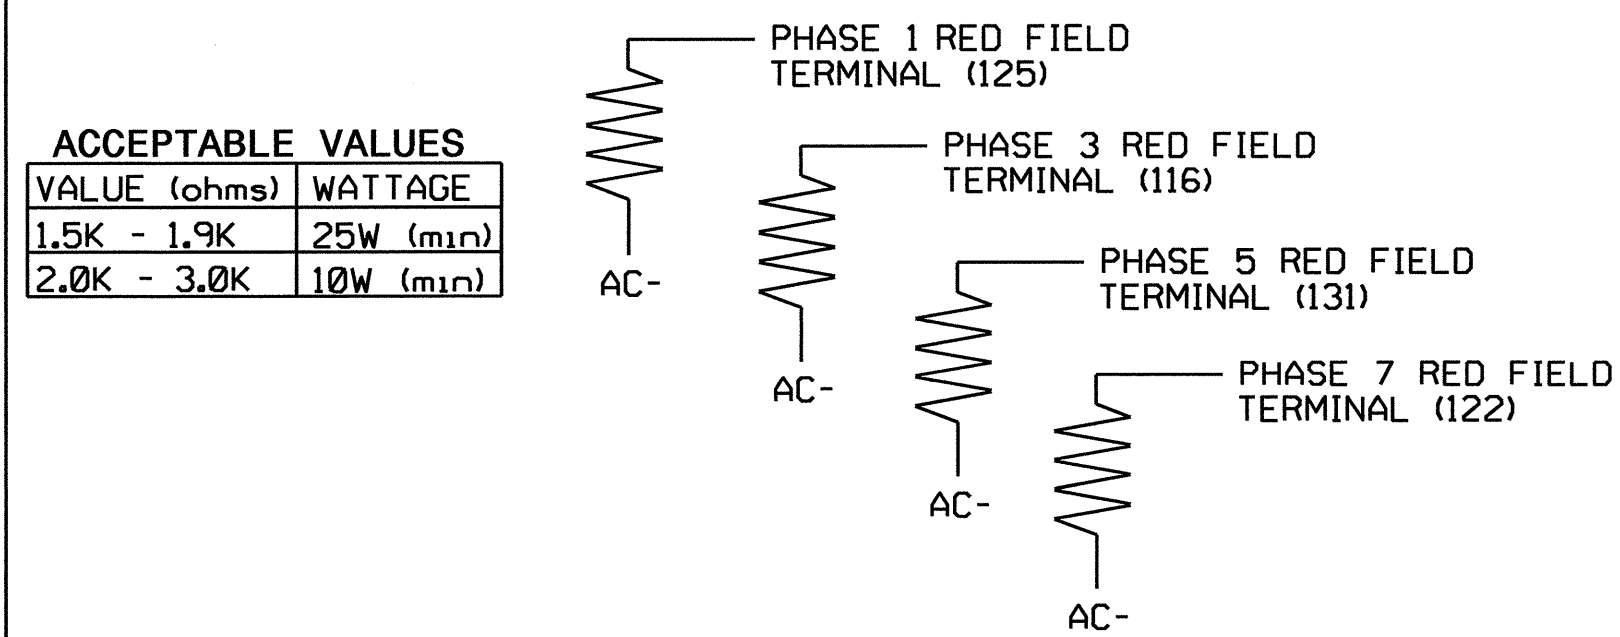 ACCEPTABLE VALUES
VALUE (ohms) WATTAGE
1.5K - 1.9K 25W (min)
2.0K - 3.0K 10W (min)
PHASE 1 RED FIELD
TERMINAL (125)
AC-
PHASE 3 RED FIELD
TERMINAL (116)
AC-
PHASE 5 RED FIELD
TERMINAL (131)
AC-
PHASE 7 RED FIELD
TERMINAL (122)
AC-